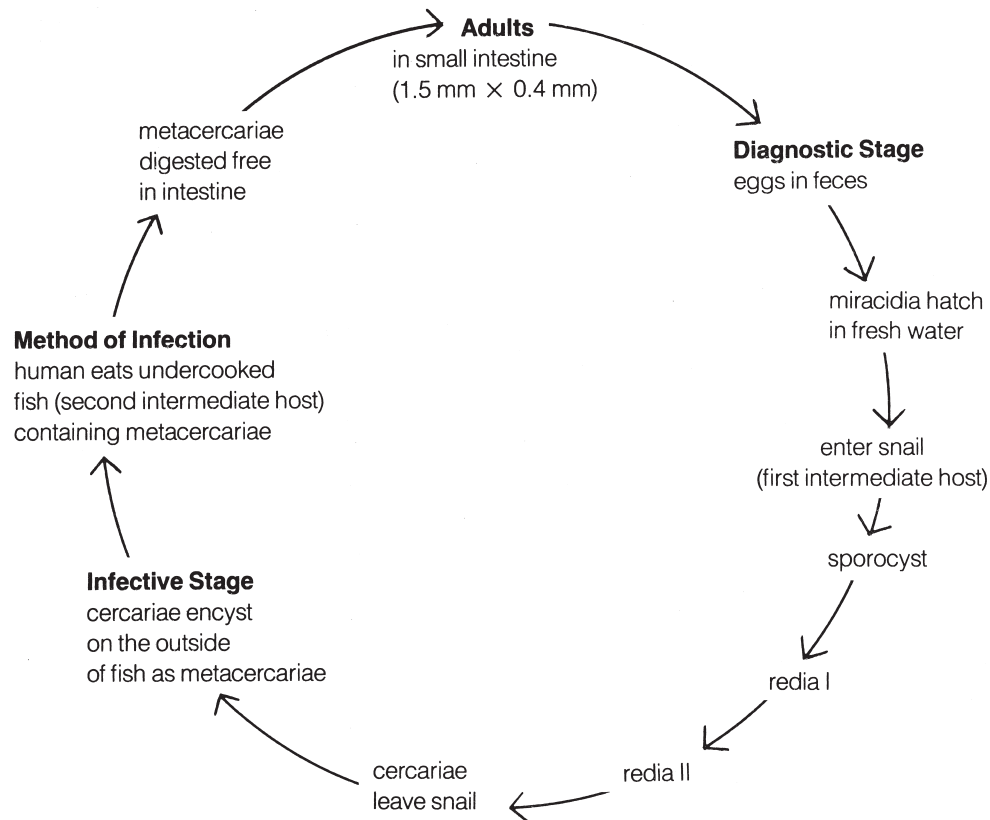 Adults
in small intestine
(1.5 mm × 0.4 mm)
Diagnostic Stage
eggs in feces
miracidia hatch
in fresh water
enter snail
(first intermediate host)
sporocyst
redia I
redia II
cercariae
leave snail
Infective Stage
cercariae encyst
on the outside
of fish as metacercariae
Method of Infection
human eats undercooked
fish (second intermediate host)
containing metacercariae
metacercariae
digested free
in intestine